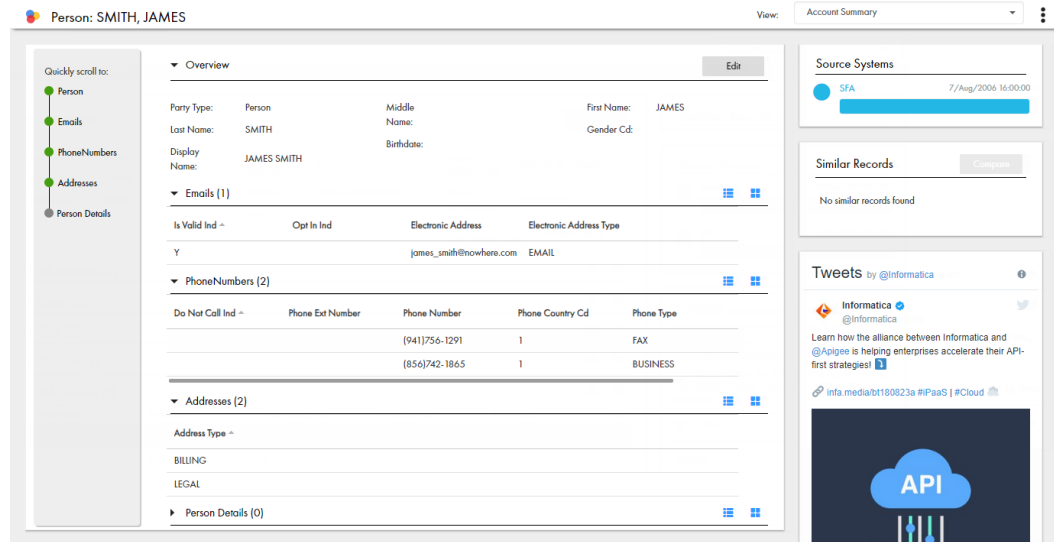 Person: SMITH, JAMES
View:
Account Summary
Quickly scroll to:
Person
Emails
PhoneNumbers
Addresses
Person Details
Overview
Edit
Party Type: Person
Middle Name:
First Name: JAMES
Last Name: SMITH
Birthdate:
Gender Cd:
Display Name: JAMES SMITH
Emails (1)
Is Valid Ind Opt In Ind Electronic Address Electronic Address Type
Y james_smith@nowhere.com EMAIL
PhoneNumbers (2)
Do Not Call Ind Phone Ext Number Phone Number Phone Country Cd Phone Type
(941)756-1291 1 FAX
(856)742-1865 1 BUSINESS
Addresses (2)
Address Type
BILLING
LEGAL
Person Details (0)
Source Systems
SFA 7/Aug/2006 16:00:00
Similar Records
Compare
No similar records found
Tweets by @Informatica
Informatica
@Informatica
Learn how the alliance between Informatica and
@Apigee is helping enterprises accelerate their API-
first strategies!
infa.media/bt180823a #iPaaS | #Cloud
API